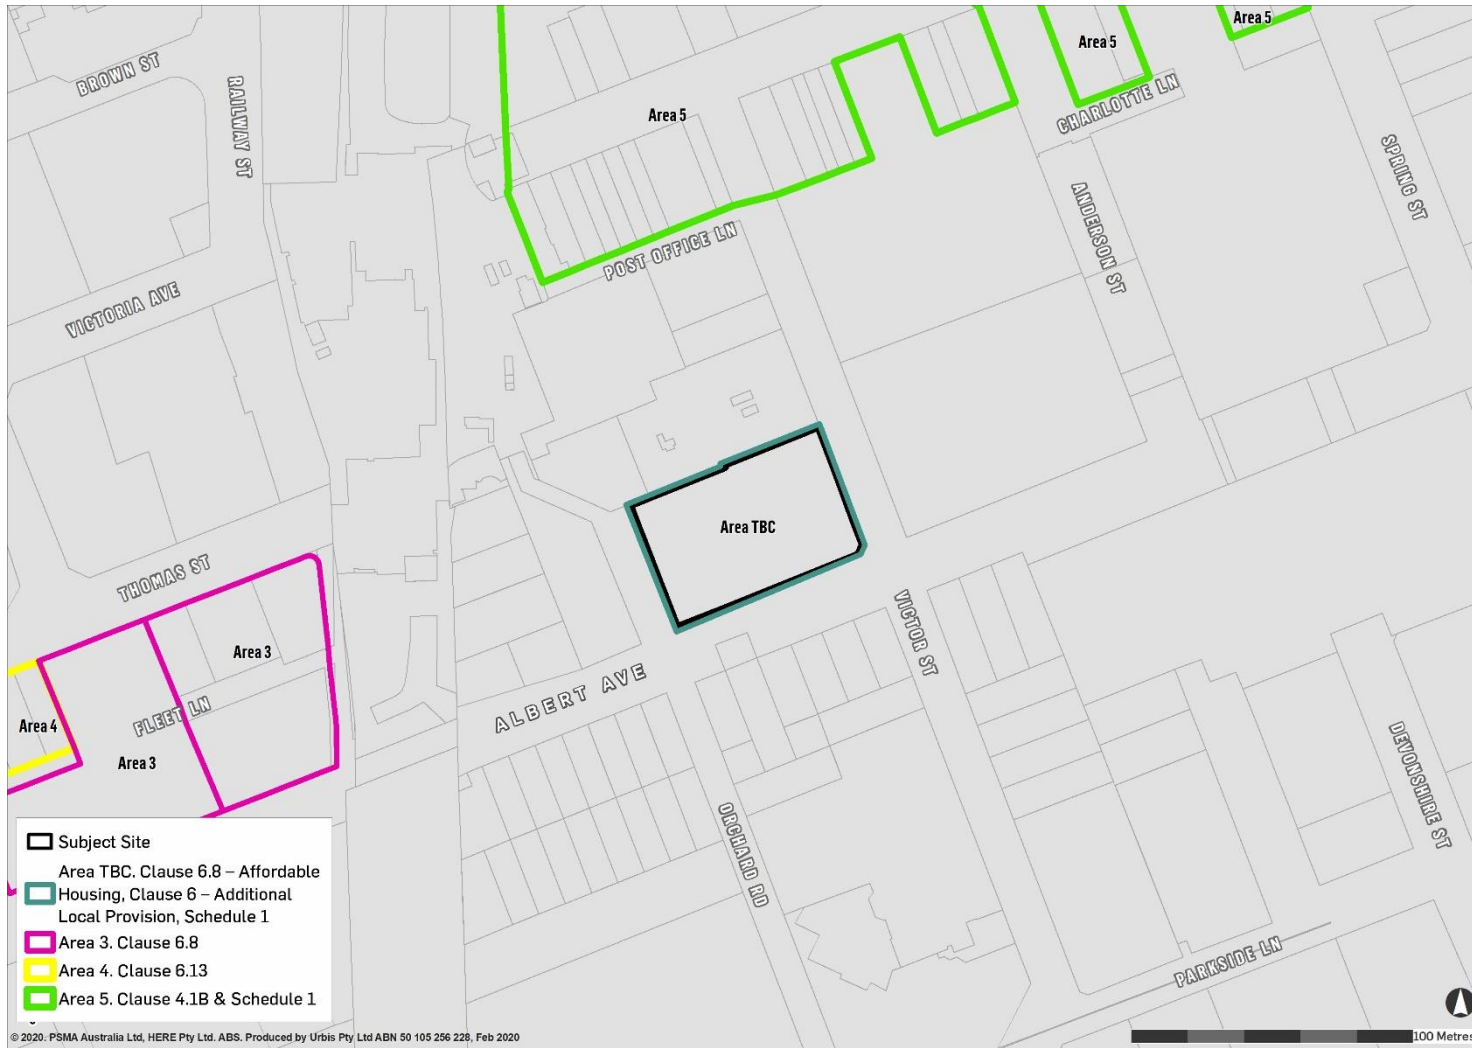 Area 5
Area 5
BROWN ST
RAILWAY ST
Area 5
CHARLOTTE LN
SPRING ST
ANDERSON ST
POST OFFICE LN
VICTORIA AVE
Area TBC
THOMAS ST
VICTOR ST
Area 3
ALBERT AVE
FLEET LN
Area 4
Area 3
DEVONSHIRE ST
ORCHARD RD
PARKSIDE LN
Subject Site
Area TBC. Clause 6.8 – Affordable
Housing, Clause 6 – Additional
Local Provision, Schedule 1
Area 3. Clause 6.8
Area 4. Clause 6.13
Area 5. Clause 4.1B & Schedule 1
© 2020. PSMA Australia Ltd, HERE Pty Ltd. ABS. Produced by Urbis Pty Ltd ABN 50 105 256 228, Feb 2020
100 Metres